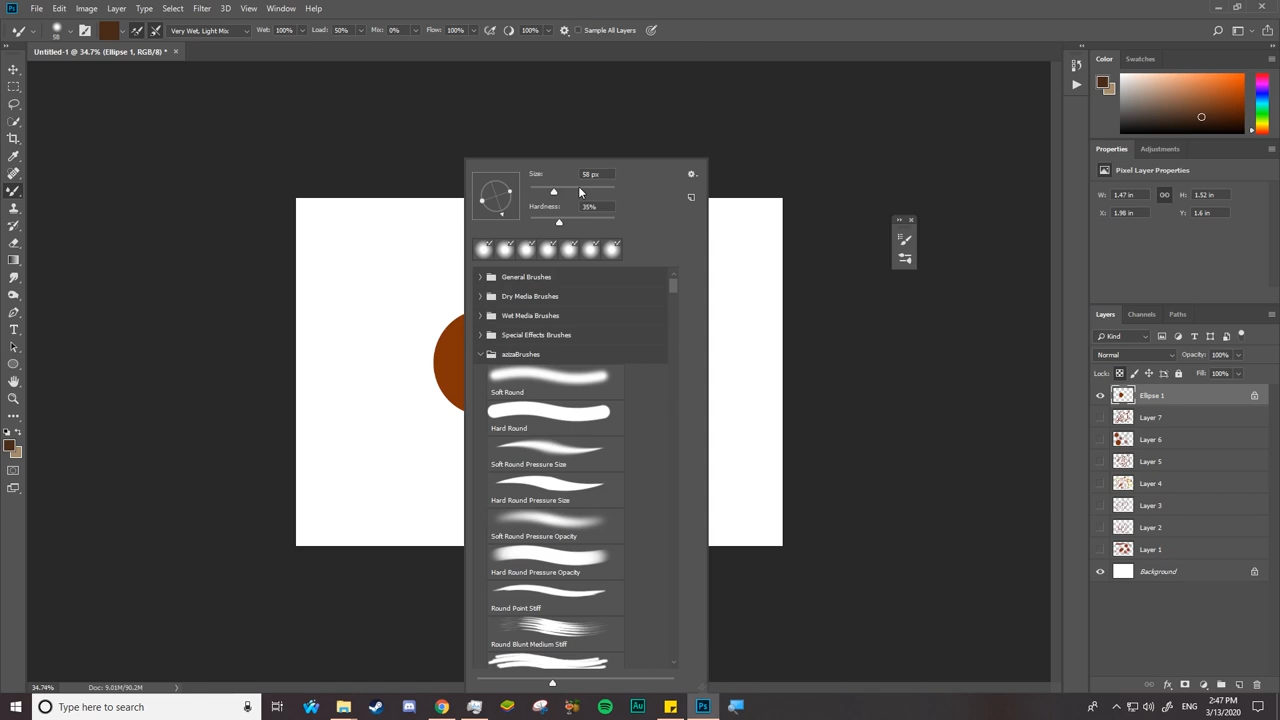 Ps File Edit Image Layer Type Select Filter 3D View Window Help
58 Very Wet, Light Mix Wet: 100% Load: 50% Mix: 0% Flow: 100% 100% Sample All Layers
Untitled-1 @ 34.7% (Ellipse 1, RGB/8) * ×
Color Swatches
Properties Adjustments
Pixel Layer Properties
W: 1.47 in H: 1.52 in
X: 1.98 in Y: 1.6 in
Size: 58 px
Hardness: 35%
General Brushes
Dry Media Brushes
Wet Media Brushes
Special Effects Brushes
azizaBrushes
Soft Round
Hard Round
Soft Round Pressure Size
Hard Round Pressure Size
Soft Round Pressure Opacity
Hard Round Pressure Opacity
Round Point Stiff
Round Blunt Medium Stiff
Layers Channels Paths
Kind
Normal Opacity: 100%
Lock: Fill: 100%
Ellipse 1
Layer 7
Layer 6
Layer 5
Layer 4
Layer 3
Layer 2
Layer 1
Background
34.74% Doc: 9.01M/90.2M
Type here to search
Au
Ps
2:47 PM
3/13/2020